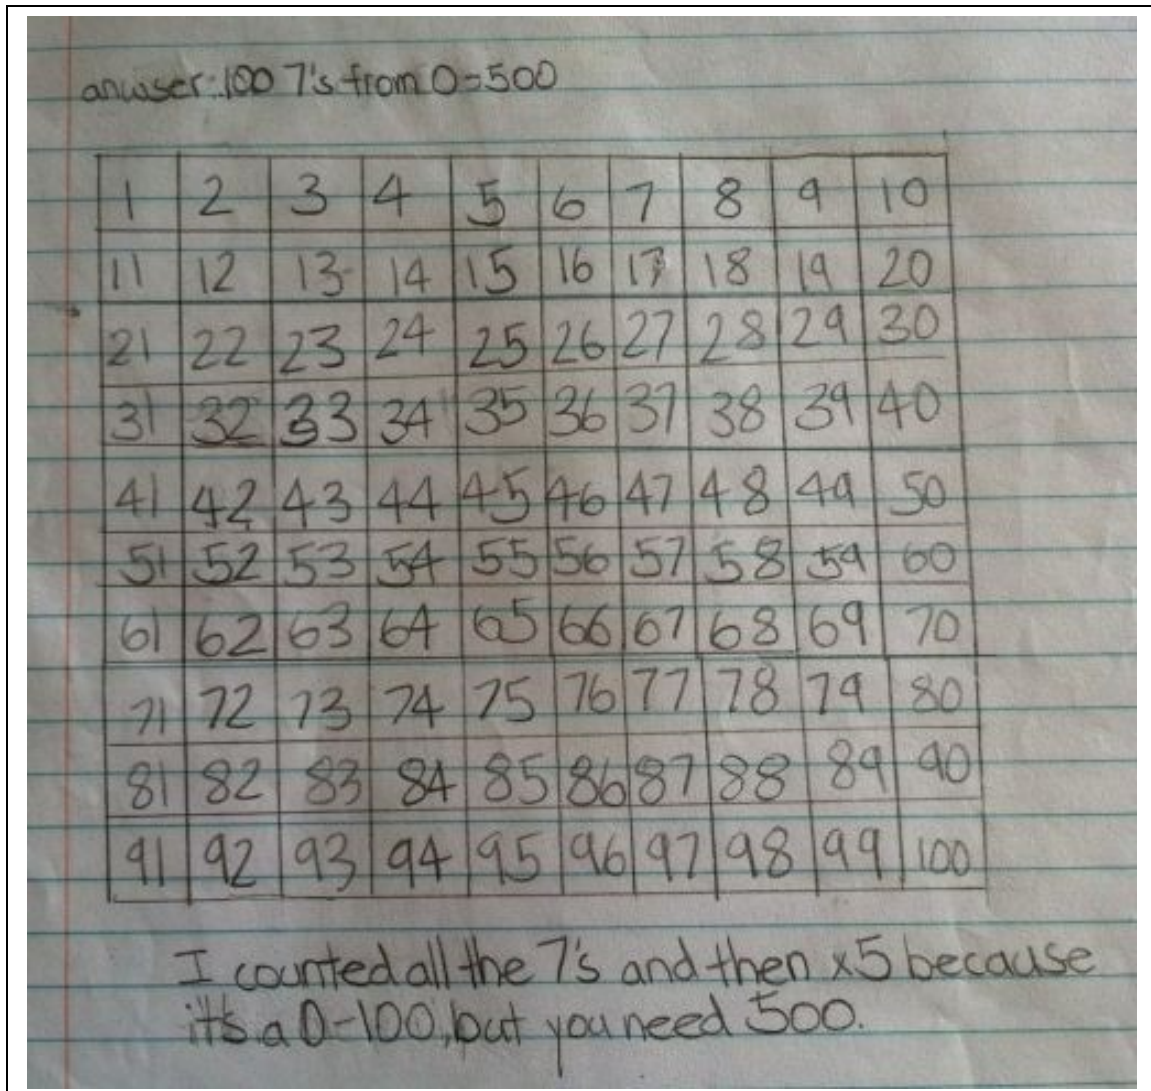 anwser: 100 7's from 0=500
1 2 3 4 5 6 7 8 9 10
11 12 13 14 15 16 17 18 19 20
21 22 23 24 25 26 27 28 29 30
31 32 33 34 35 36 37 38 39 40
41 42 43 44 45 46 47 48 49 50
51 52 53 54 55 56 57 58 59 60
61 62 63 64 65 66 67 68 69 70
71 72 73 74 75 76 77 78 79 80
81 82 83 84 85 86 87 88 89 90
91 92 93 94 95 96 97 98 99 100
I counted all the 7's and then x5 because
it's a 0-100, but you need 500.